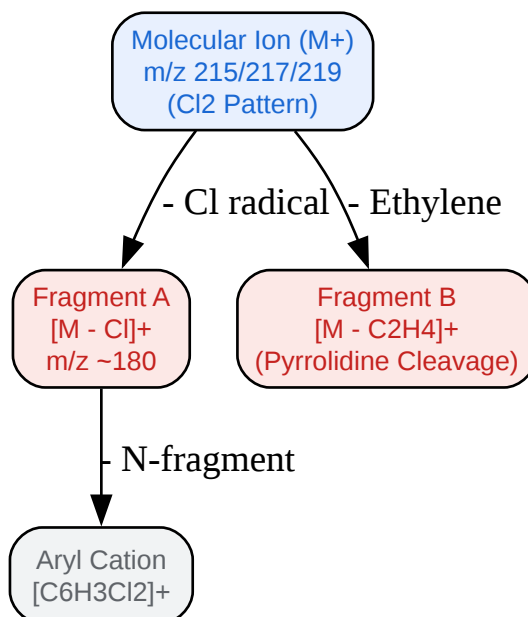 Molecular Ion (M+)
m/z 215/217/219
(Cl2 Pattern)
- Cl radical
- Ethylene
Fragment A
[M - Cl]+
m/z ~180
Fragment B
[M - C2H4]+
(Pyrrolidine Cleavage)
- N-fragment
Aryl Cation
[C6H3Cl2]+